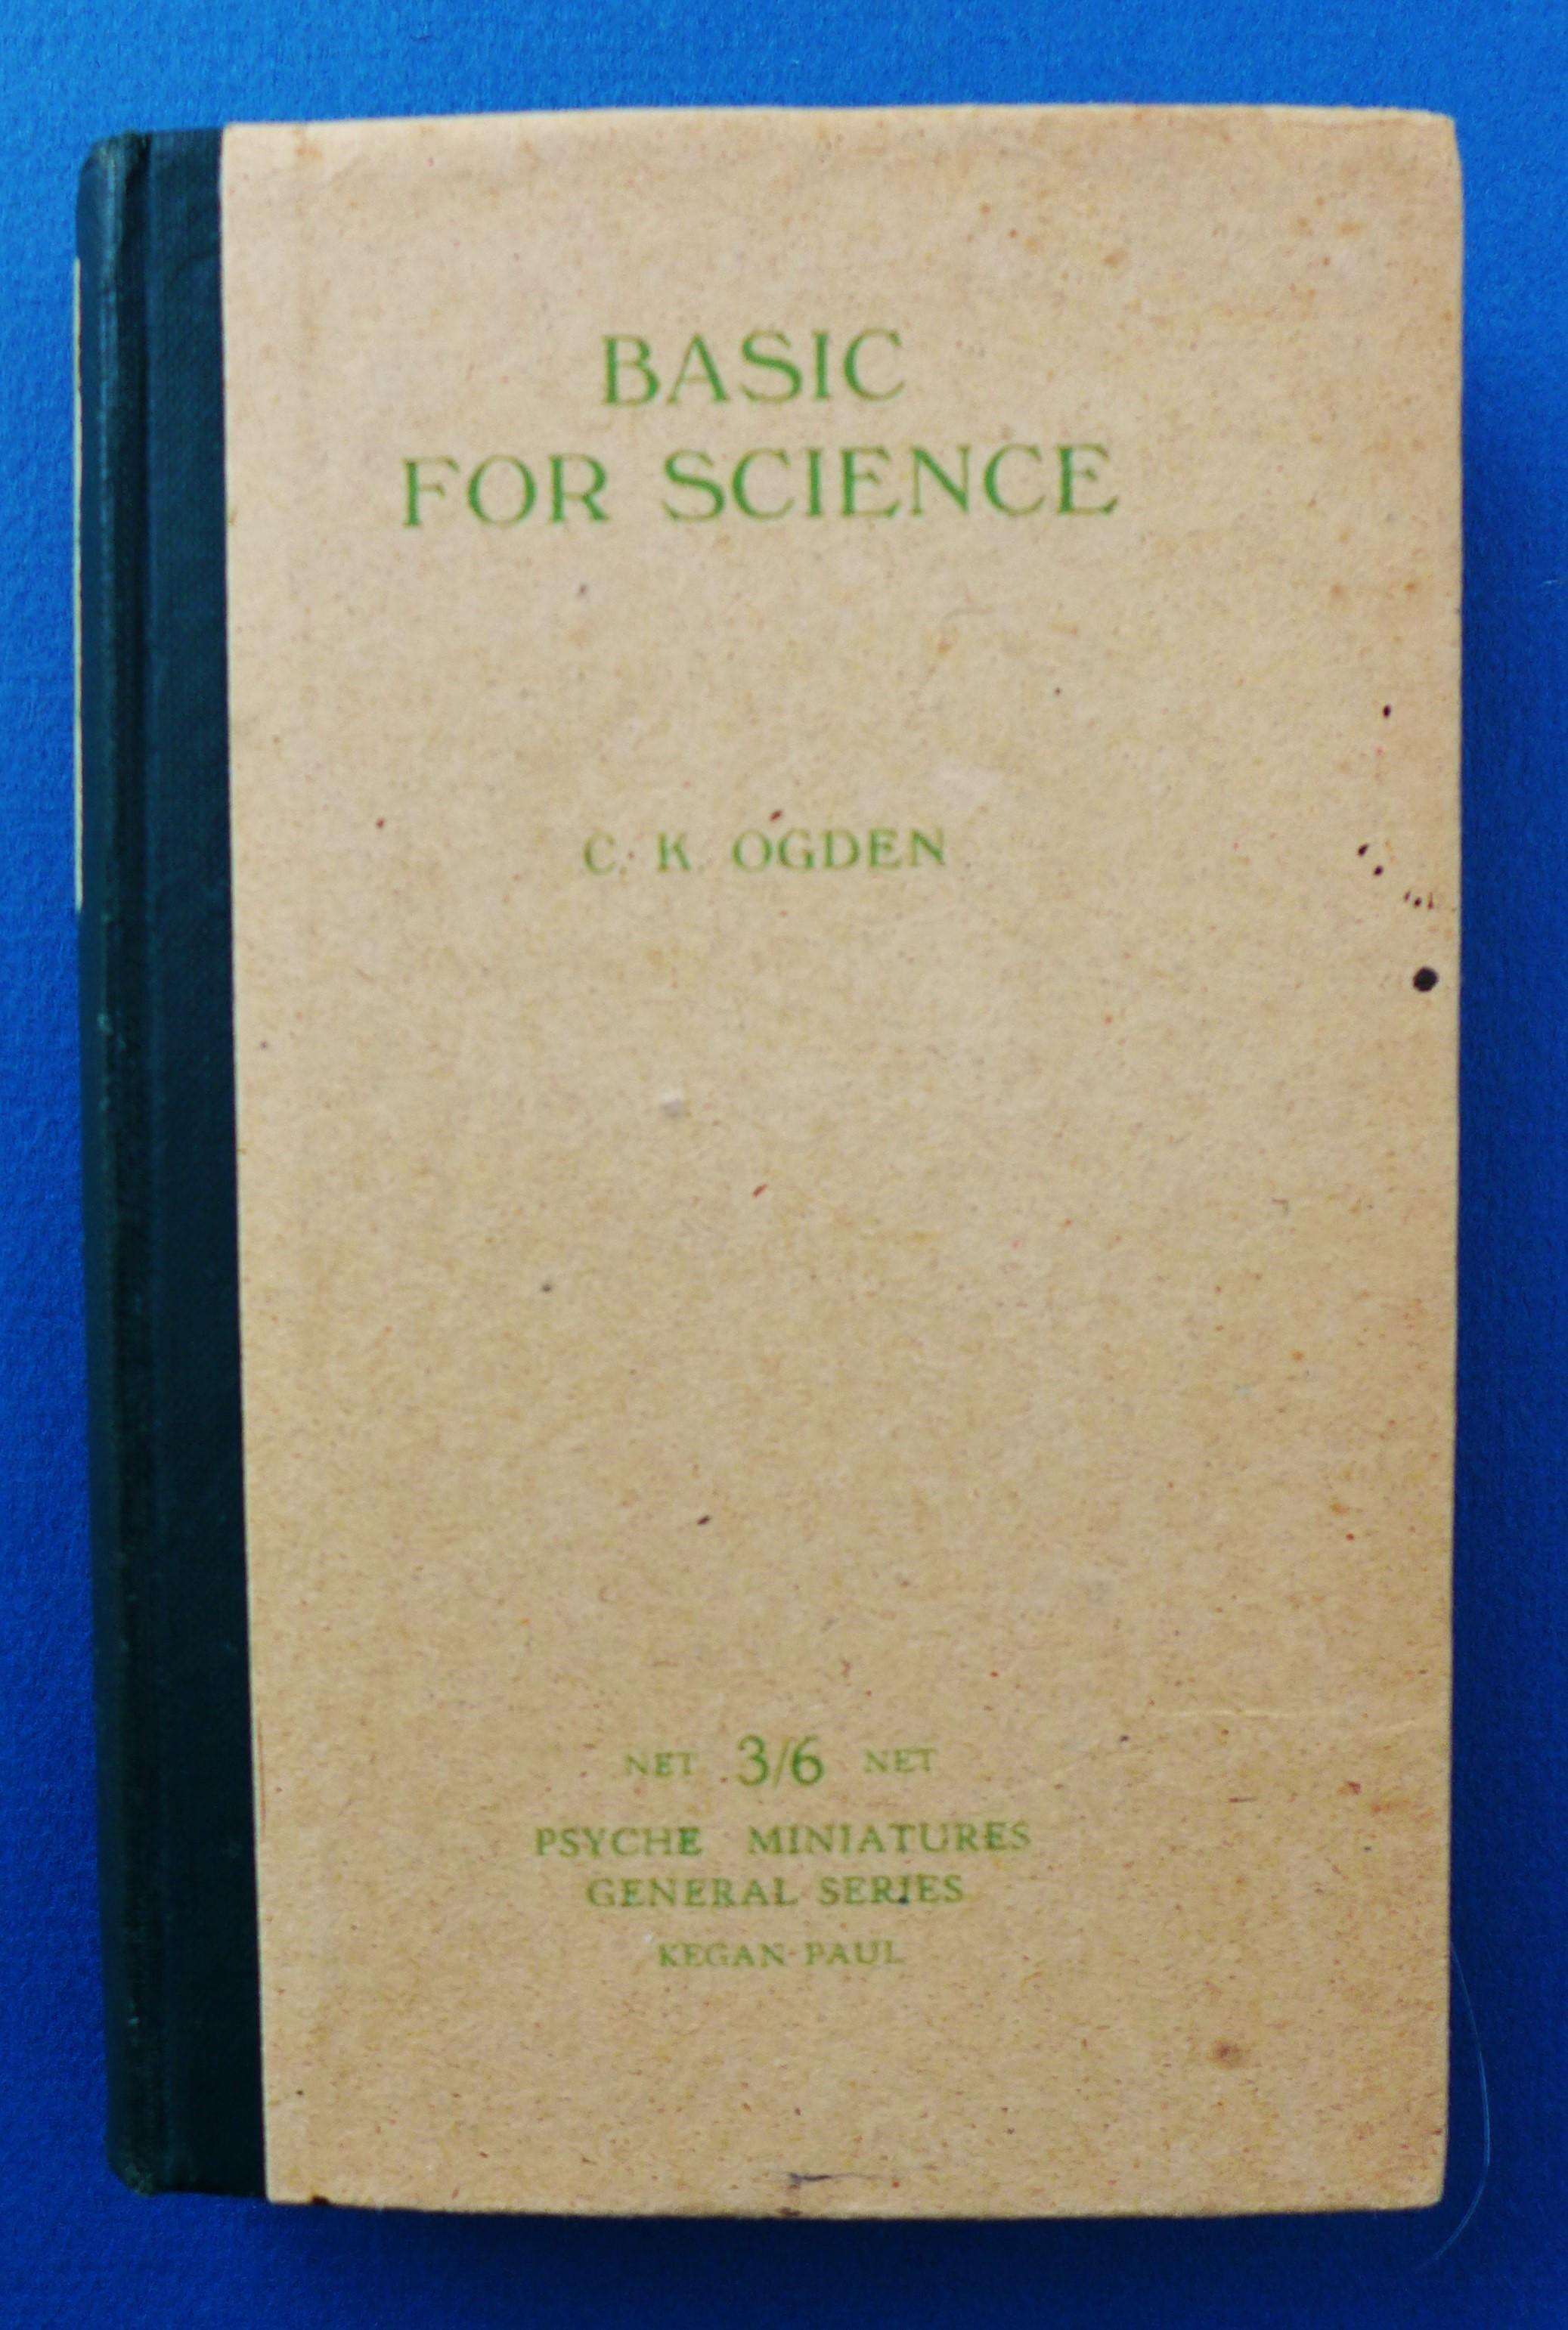 BASIC
FOR SCIENCE
C. K. OGDEN
NET 3/6 NET
PSYCHE MINIATURES
GENERAL SERIES
KEGAN PAUL